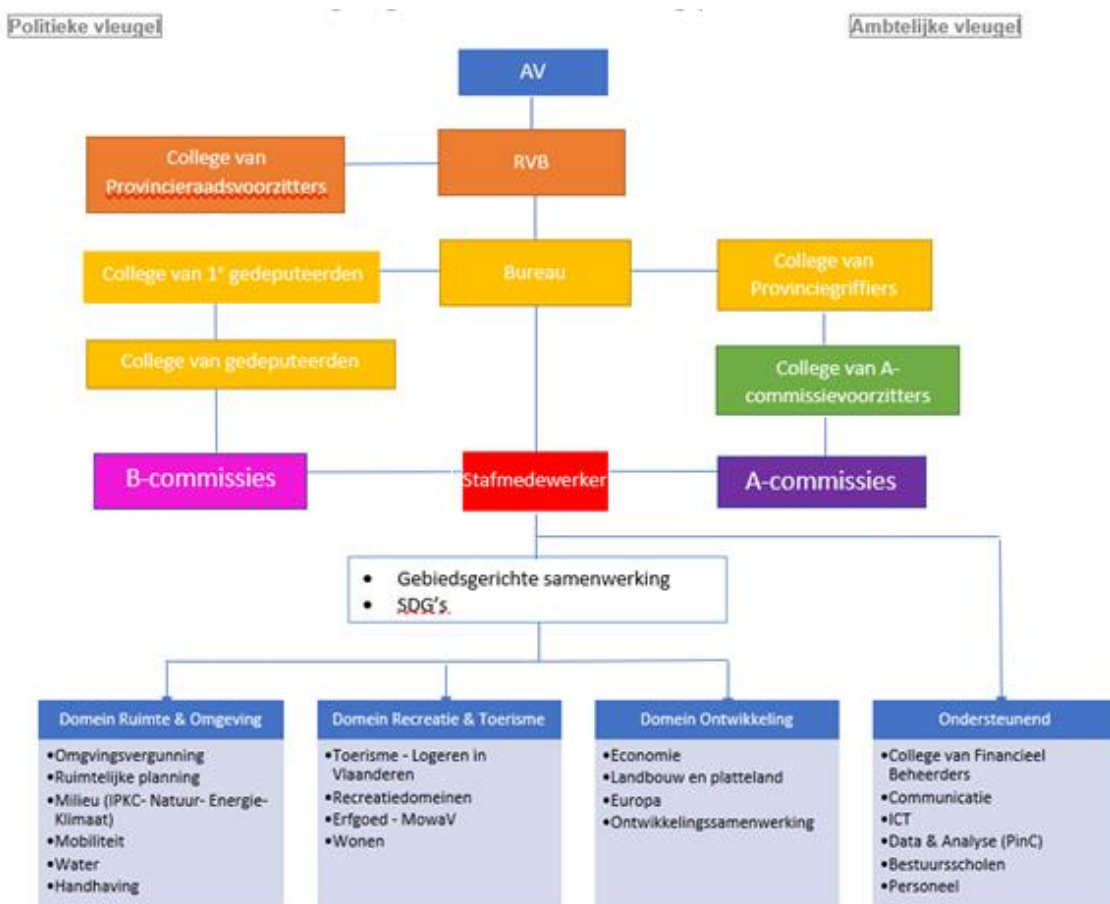 Politieke vleugel
Ambtelijke vleugel
AV
College van
Provincieraadsvoorzitters
RVB
College van 1° gedeputeerden
Bureau
College van
Provinciegriffiers
College van gedeputeerden
College van A-
commissievoorzitters
B-commissies
Stafmedewerker
A-commissies
• Gebiedsgerichte samenwerking
• SDG's
Domein Ruimte & Omgeving
•Omgvingsvergunning
•Ruimtelijke planning
•Milieu (IPKC- Natuur- Energie-
Klimaat)
•Mobiliteit
•Water
•Handhaving
Domein Recreatie & Toerisme
•Toerisme - Logeren in
Vlaanderen
•Recreatiedomeinen
•Erfgoed - MowaV
•Wonen
Domein Ontwikkeling
•Economie
•Landbouw en platteland
•Europa
•Ontwikkelingssamenwerking
Ondersteunend
•College van Financieel
Beheerders
•Communicatie
•ICT
•Data & Analyse (PinC)
•Bestuursscholen
•Personeel